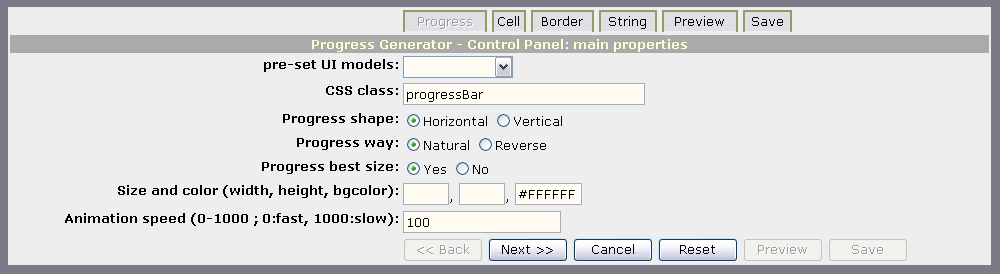 Progress Cell Border String Preview Save
Progress Generator - Control Panel: main properties
pre-set UI models:
CSS class: progressBar
Progress shape: Horizontal Vertical
Progress way: Natural Reverse
Progress best size: Yes No
Size and color (width, height, bgcolor): , , #FFFFFF
Animation speed (0-1000 ; 0:fast, 1000:slow): 100
<< Back Next >> Cancel Reset Preview Save